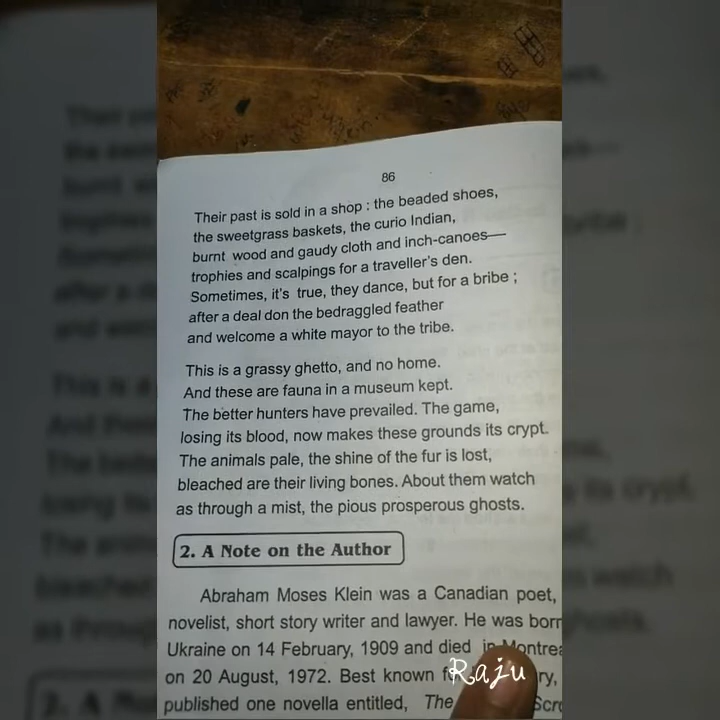 86
Their past is sold in a shop : the beaded shoes,
the sweetgrass baskets, the curio Indian,
burnt wood and gaudy cloth and inch-canoes—
trophies and scalpings for a traveller's den.
Sometimes, it's true, they dance, but for a bribe ;
after a deal don the bedraggled feather
and welcome a white mayor to the tribe.
This is a grassy ghetto, and no home.
And these are fauna in a museum kept.
The better hunters have prevailed. The game,
losing its blood, now makes these grounds its crypt.
The animals pale, the shine of the fur is lost,
bleached are their living bones. About them watch
as through a mist, the pious prosperous ghosts.
2. A Note on the Author
Abraham Moses Klein was a Canadian poet,
novelist, short story writer and lawyer. He was born
Ukraine on 14 February, 1909 and died in
on 20 August, 1972. Best known
published one novella entitled, The
Raju